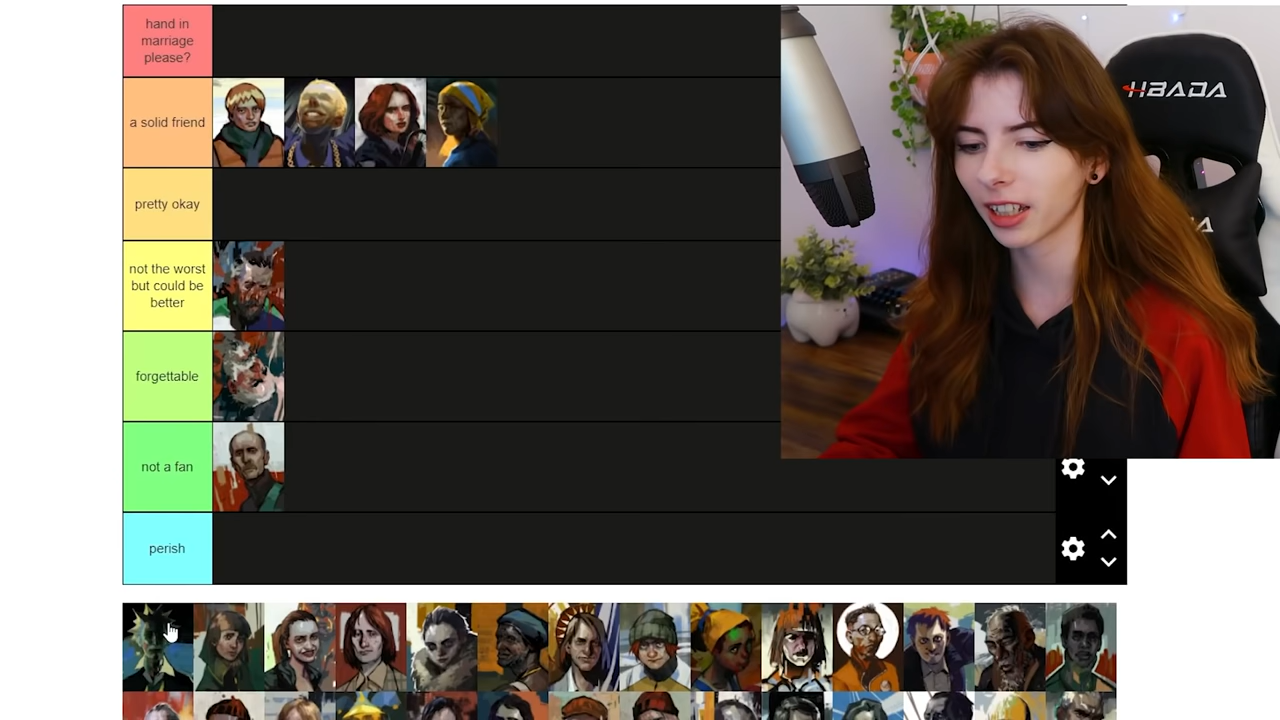 hand in
marriage
please?
HBADA
a solid friend
pretty okay
not the worst
but could be
better
forgettable
not a fan
perish